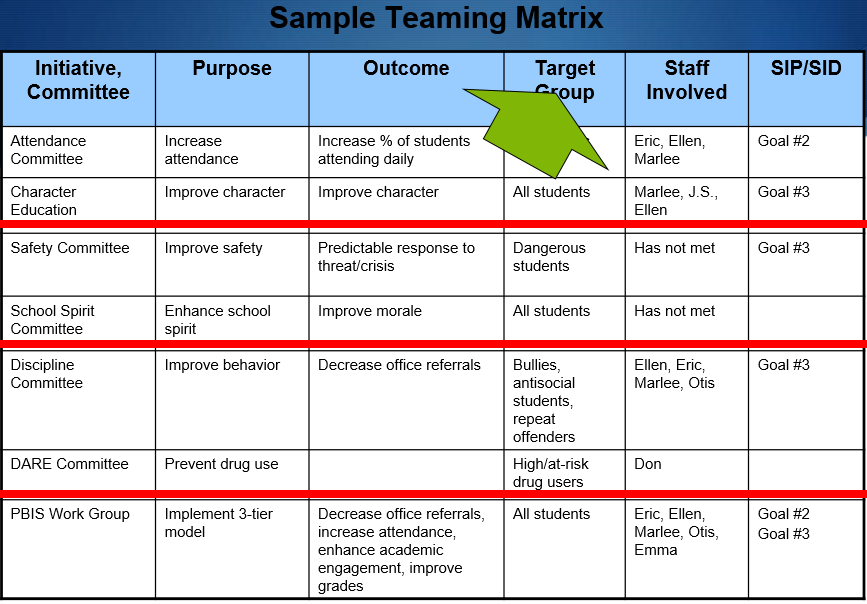 Sample Teaming Matrix
Initiative,
Committee
Purpose
Outcome
Target
Group
Staff
Involved
SIP/SID
Attendance
Committee
Increase
attendance
Increase % of students
attending daily
Eric, Ellen,
Marlee
Goal #2
Character
Education
Improve character
Improve character
All students
Marlee, J.S.,
Ellen
Goal #3
Safety Committee
Improve safety
Predictable response to
threat/crisis
Dangerous
students
Has not met
Goal #3
School Spirit
Committee
Enhance school
spirit
Improve morale
All students
Has not met
Discipline
Committee
Improve behavior
Decrease office referrals
Bullies,
antisocial
students,
repeat
offenders
Ellen, Eric,
Marlee, Otis
Goal #3
DARE Committee
Prevent drug use
High/at-risk
drug users
Don
PBIS Work Group
Implement 3-tier
model
Decrease office referrals,
increase attendance,
enhance academic
engagement, improve
grades
All students
Eric, Ellen,
Marlee, Otis,
Emma
Goal #2
Goal #3